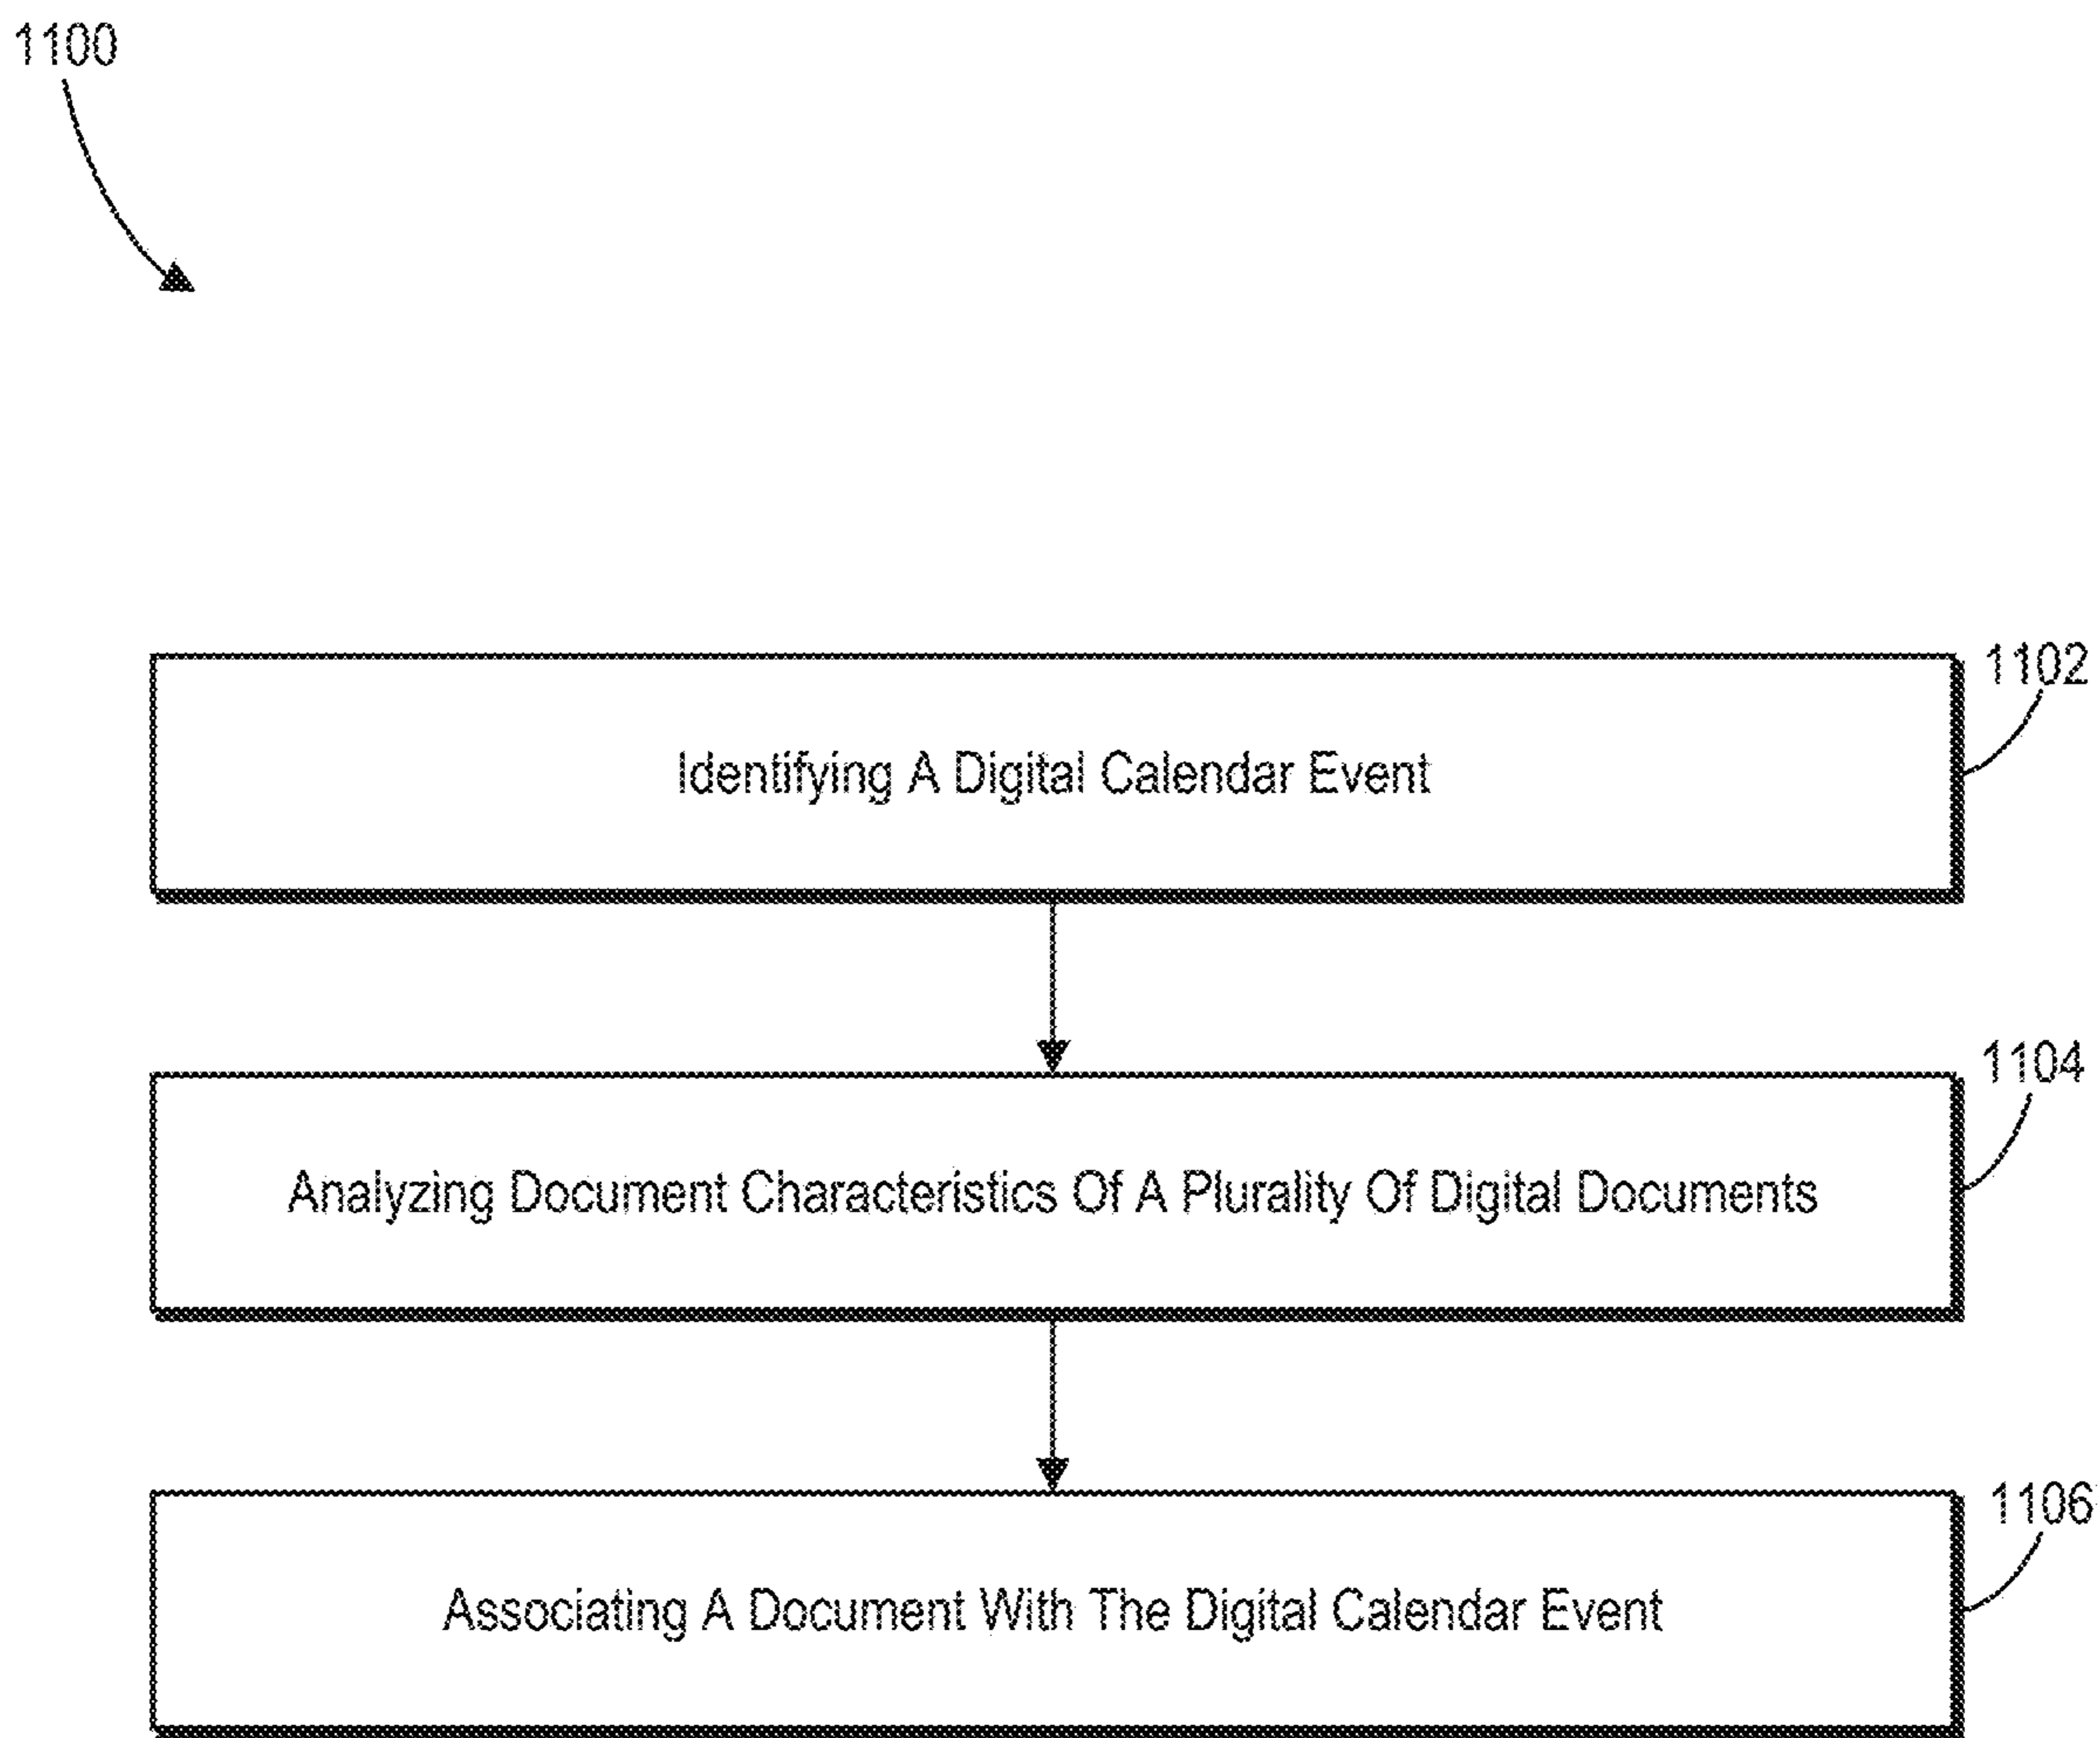 1100
1102
Identifying A Digital Calendar Event
1104
Analyzing Document Characteristics Of A Plurality Of Digital Documents
1106
Associating A Document With The Digital Calendar Event